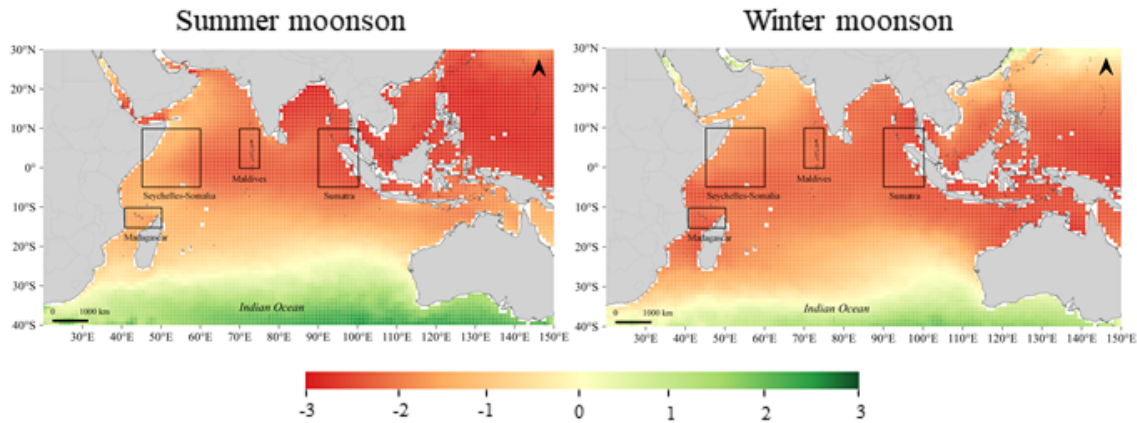 Summer moonson
Winter moonson
30°N
20°N
10°N
0°
10°S
20°S
30°S
40°S
Maldives
Seychelles-Somalia
Sumatra
Madagascar
Indian Ocean
0 1000 km
30°E 40°E 50°E 60°E 70°E 80°E 90°E 100°E 110°E 120°E 130°E 140°E 150°E
30°N
20°N
10°N
0°
10°S
20°S
30°S
40°S
Maldives
Seychelles-Somalia
Sumatra
Madagascar
Indian Ocean
0 1000 km
30°E 40°E 50°E 60°E 70°E 80°E 90°E 100°E 110°E 120°E 130°E 140°E 150°E
-3 -2 -1 0 1 2 3